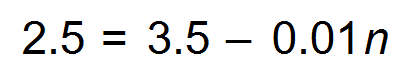 2.5 = 3.5 – 0.01n